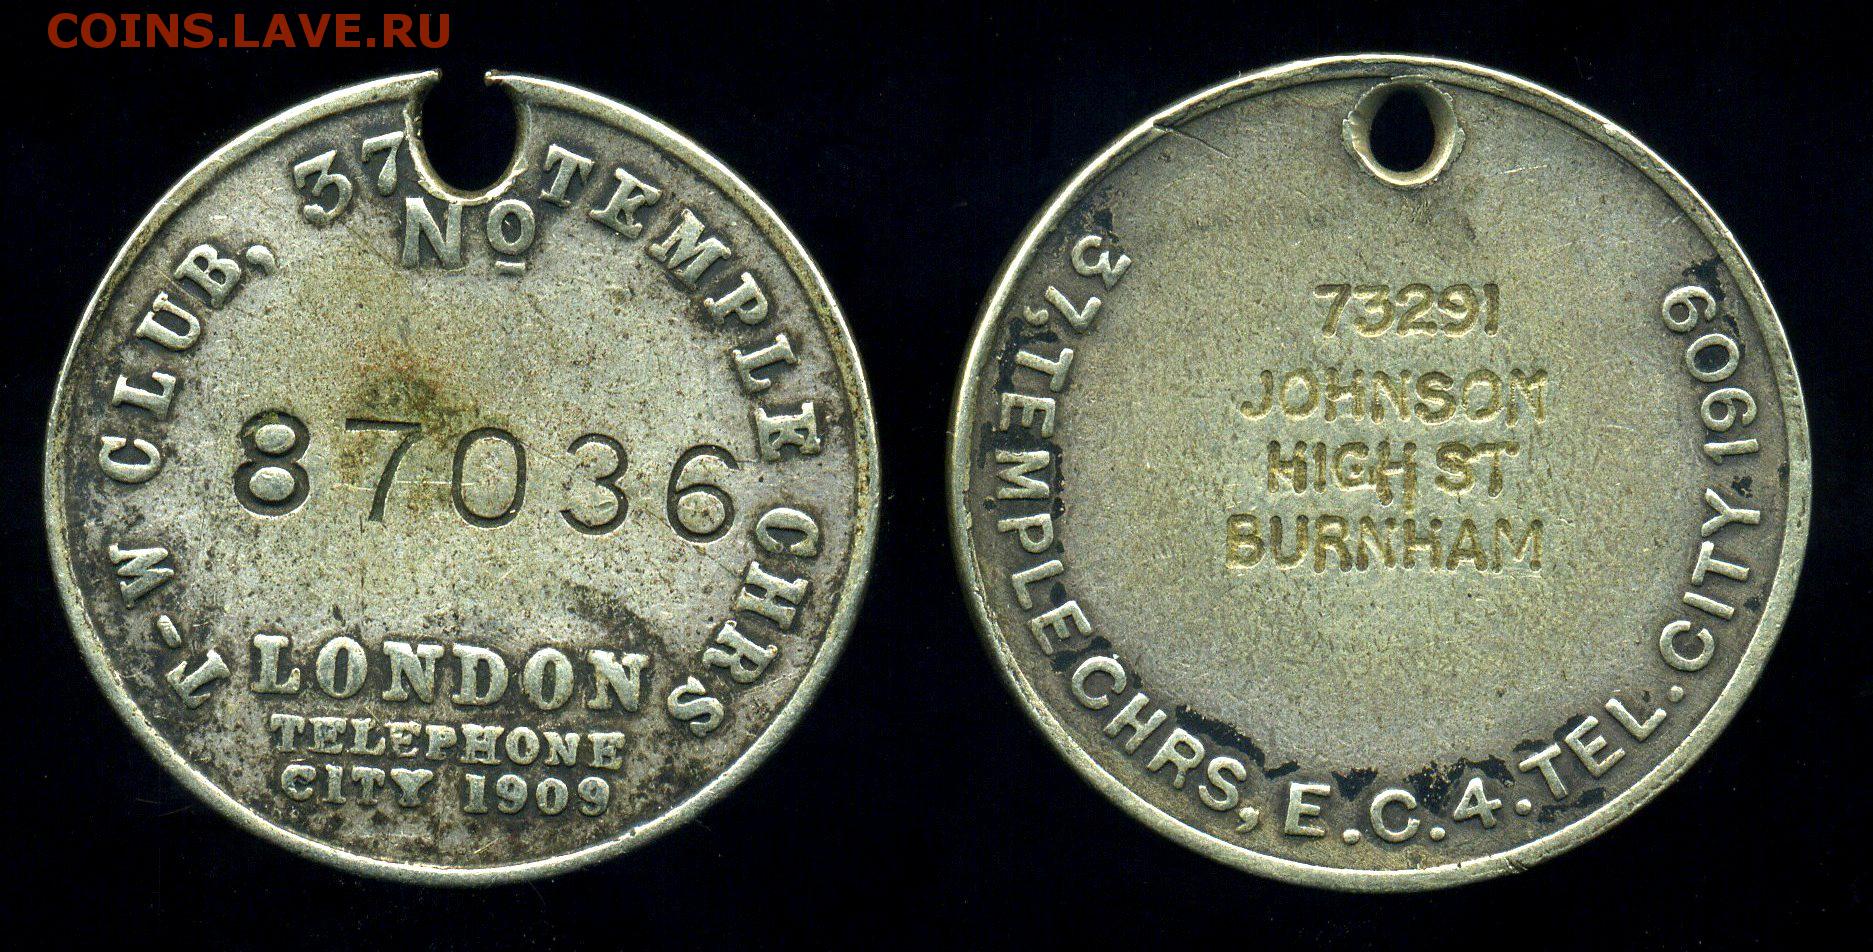 COINS.LAVE.RU
T-W CLUB, 37 TEMPLE CHRS
No
87036
LONDON
TELEPHONE
CITY 1909
37, TEMPLE CHRS, E.C.4. TEL. CITY 1909
73291
JOHNSON
HIGH ST
BURNHAM